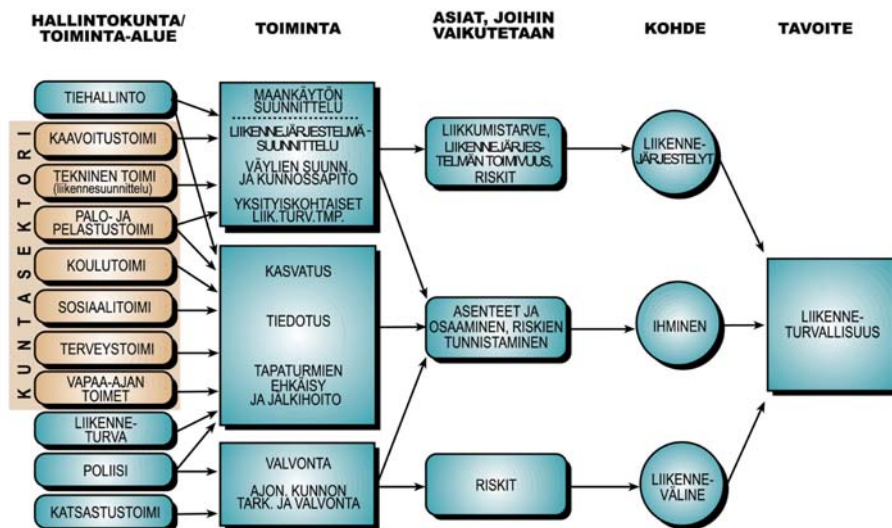 HALLINTOKUNTA/
TOIMINTA-ALUE
TOIMINTA
ASIAT, JOIHIN
VAIKUTETAAN
KOHDE
TAVOITE
KUNTASEKTORI
TIEHALLINTO
KAAVOITUSTOIMI
TEKNINEN TOIMI
(liikennesuunnittelu)
PALO- JA
PELASTUSTOIMI
KOULUTOIMI
SOSIAALITOIMI
TERVEYSTOIMI
VAPAA-AJAN
TOIMET
LIIKENNE-
TURVA
POLIISI
KATSASTUSTOIMI
MAANKÄYTÖN
SUUNNITTELU
LIIKENNEJÄRJESTELMÄ-
SUUNNITTELU
VÄYLIEN SUUNN.
JA KUNNOSSAPITO
YKSITYISKOHTAISET
LIIK.TURV.TMP.
KASVATUS
TIEDOTUS
TAPATURMIEN
EHKÄISY
JA JÄLKIHOITO
VALVONTA
AJON. KUNNON
TARK. JA VALVONTA
LIIKKUMISTARVE,
LIIKENNEJÄRJES-
TELMÄN TOIMIVUUS,
RISKIT
ASENTEET JA
OSAAMINEN, RISKIEN
TUNNISTAMINEN
RISKIT
LIIKENNE-
JÄRJESTELYT
IHMINEN
LIIKENNE-
VÄLINE
LIIKENNE-
TURVALLISUUS